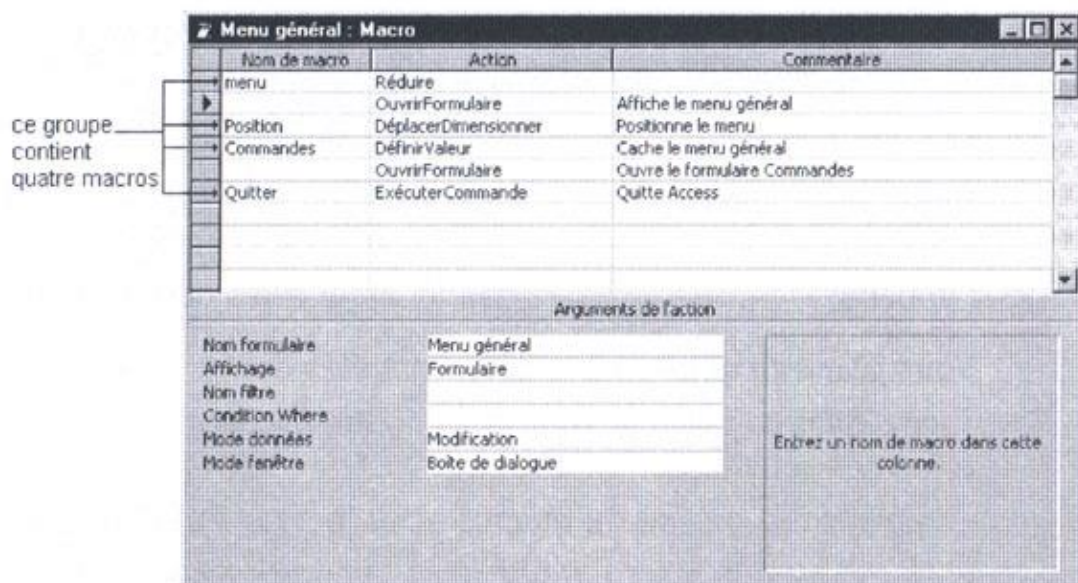 Menu général : Macro
Nom de macro Action Commentaire
menu Réduire
OuvrirFormulaire Affiche le menu général
Position DéplacerDimensionner Positionne le menu
Commandes DéfinirValeur Cache le menu général
OuvrirFormulaire Ouvre le formulaire Commandes
Quitter ExécuterCommande Quitte Access
ce groupe
contient
quatre macros
Arguments de l'action
Nom formulaire Menu général
Affichage Formulaire
Nom filtre
Condition Where
Mode données Modification
Mode fenêtre Boîte de dialogue
Entrez un nom de macro dans cette
colonne.